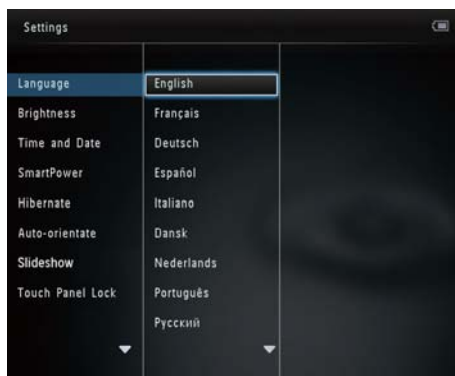 Settings
Language
Brightness
Time and Date
SmartPower
Hibernate
Auto-orientate
Slideshow
Touch Panel Lock
English
Français
Deutsch
Español
Italiano
Dansk
Nederlands
Português
Русский